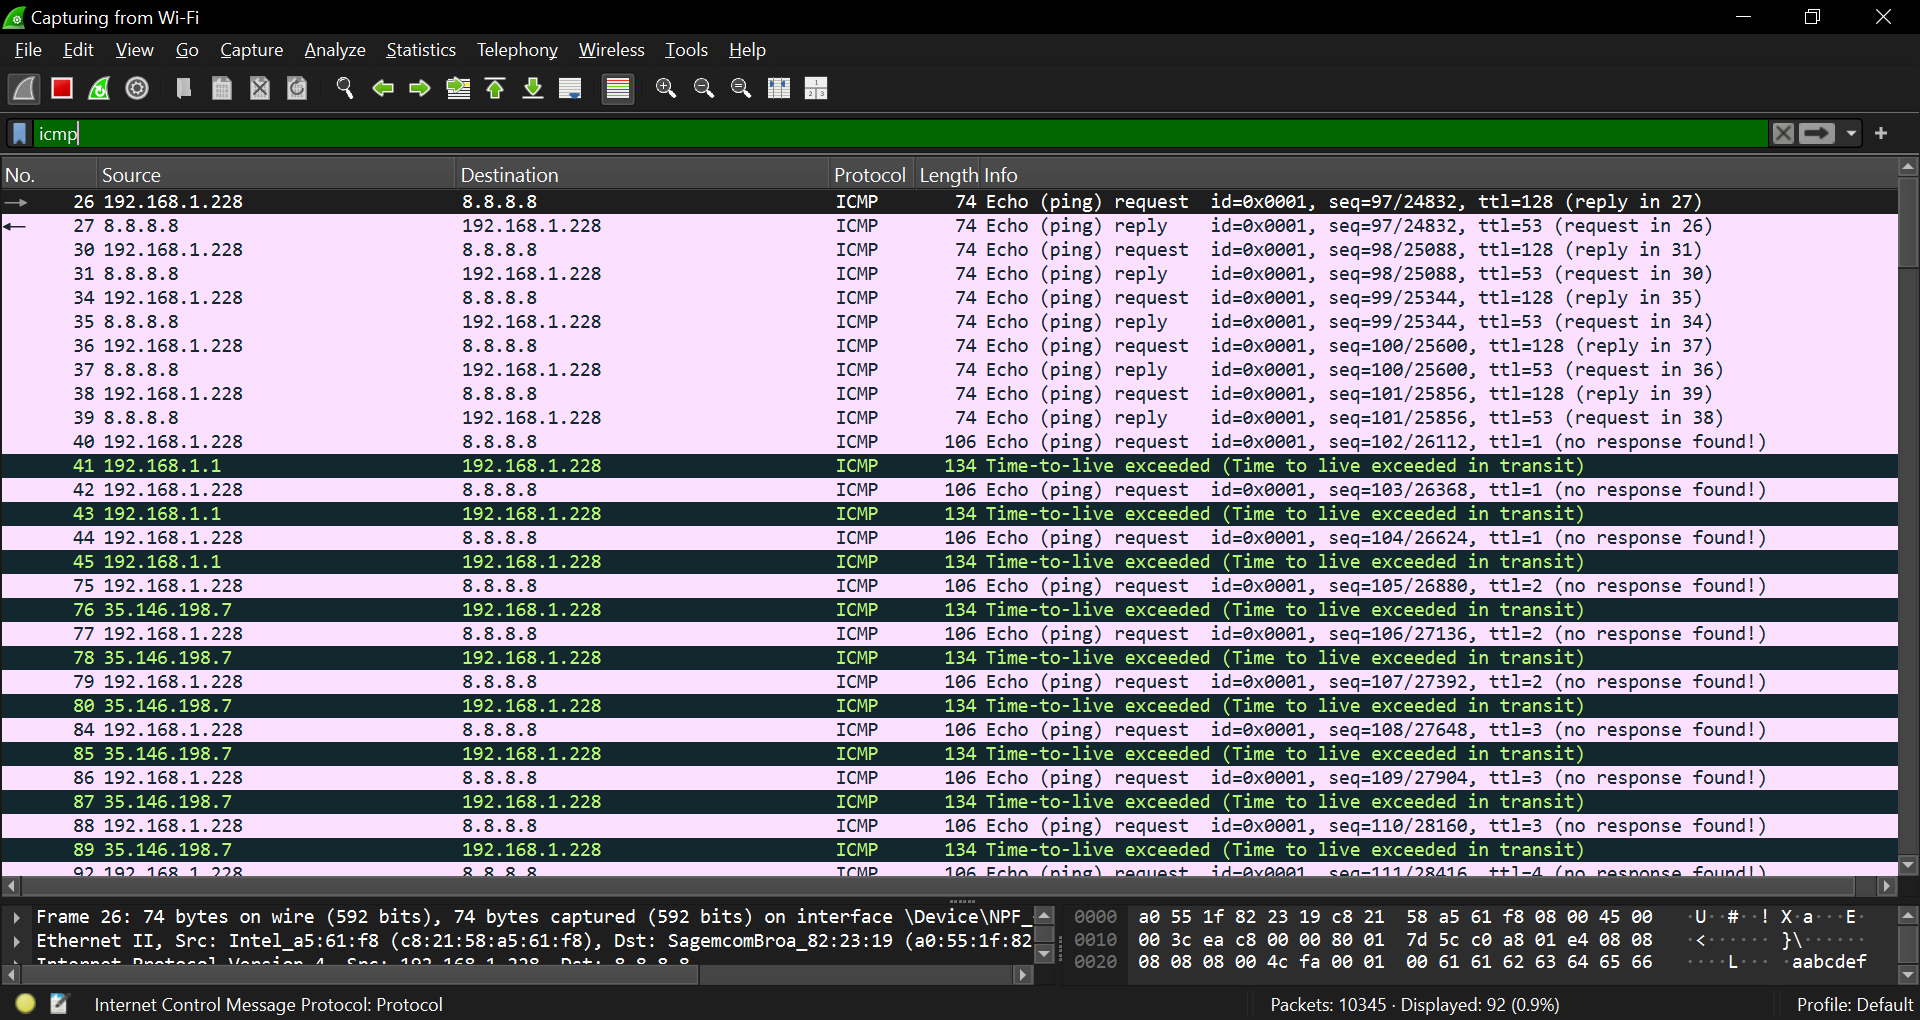 Capturing from Wi-Fi
File Edit View Go Capture Analyze Statistics Telephony Wireless Tools Help
icmp
No. Source Destination Protocol Length Info
26 192.168.1.228 8.8.8.8 ICMP 74 Echo (ping) request id=0x0001, seq=97/24832, ttl=128 (reply in 27)
27 8.8.8.8 192.168.1.228 ICMP 74 Echo (ping) reply id=0x0001, seq=97/24832, ttl=53 (request in 26)
30 192.168.1.228 8.8.8.8 ICMP 74 Echo (ping) request id=0x0001, seq=98/25088, ttl=128 (reply in 31)
31 8.8.8.8 192.168.1.228 ICMP 74 Echo (ping) reply id=0x0001, seq=98/25088, ttl=53 (request in 30)
34 192.168.1.228 8.8.8.8 ICMP 74 Echo (ping) request id=0x0001, seq=99/25344, ttl=128 (reply in 35)
35 8.8.8.8 192.168.1.228 ICMP 74 Echo (ping) reply id=0x0001, seq=99/25344, ttl=53 (request in 34)
36 192.168.1.228 8.8.8.8 ICMP 74 Echo (ping) request id=0x0001, seq=100/25600, ttl=128 (reply in 37)
37 8.8.8.8 192.168.1.228 ICMP 74 Echo (ping) reply id=0x0001, seq=100/25600, ttl=53 (request in 36)
38 192.168.1.228 8.8.8.8 ICMP 74 Echo (ping) request id=0x0001, seq=101/25856, ttl=128 (reply in 39)
39 8.8.8.8 192.168.1.228 ICMP 74 Echo (ping) reply id=0x0001, seq=101/25856, ttl=53 (request in 38)
40 192.168.1.228 8.8.8.8 ICMP 106 Echo (ping) request id=0x0001, seq=102/26112, ttl=1 (no response found!)
41 192.168.1.1 192.168.1.228 ICMP 134 Time-to-live exceeded (Time to live exceeded in transit)
42 192.168.1.228 8.8.8.8 ICMP 106 Echo (ping) request id=0x0001, seq=103/26368, ttl=1 (no response found!)
43 192.168.1.1 192.168.1.228 ICMP 134 Time-to-live exceeded (Time to live exceeded in transit)
44 192.168.1.228 8.8.8.8 ICMP 106 Echo (ping) request id=0x0001, seq=104/26624, ttl=1 (no response found!)
45 192.168.1.1 192.168.1.228 ICMP 134 Time-to-live exceeded (Time to live exceeded in transit)
75 192.168.1.228 8.8.8.8 ICMP 106 Echo (ping) request id=0x0001, seq=105/26880, ttl=2 (no response found!)
76 35.146.198.7 192.168.1.228 ICMP 134 Time-to-live exceeded (Time to live exceeded in transit)
77 192.168.1.228 8.8.8.8 ICMP 106 Echo (ping) request id=0x0001, seq=106/27136, ttl=2 (no response found!)
78 35.146.198.7 192.168.1.228 ICMP 134 Time-to-live exceeded (Time to live exceeded in transit)
79 192.168.1.228 8.8.8.8 ICMP 106 Echo (ping) request id=0x0001, seq=107/27392, ttl=2 (no response found!)
80 35.146.198.7 192.168.1.228 ICMP 134 Time-to-live exceeded (Time to live exceeded in transit)
84 192.168.1.228 8.8.8.8 ICMP 106 Echo (ping) request id=0x0001, seq=108/27648, ttl=3 (no response found!)
85 35.146.198.7 192.168.1.228 ICMP 134 Time-to-live exceeded (Time to live exceeded in transit)
86 192.168.1.228 8.8.8.8 ICMP 106 Echo (ping) request id=0x0001, seq=109/27904, ttl=3 (no response found!)
87 35.146.198.7 192.168.1.228 ICMP 134 Time-to-live exceeded (Time to live exceeded in transit)
88 192.168.1.228 8.8.8.8 ICMP 106 Echo (ping) request id=0x0001, seq=110/28160, ttl=3 (no response found!)
89 35.146.198.7 192.168.1.228 ICMP 134 Time-to-live exceeded (Time to live exceeded in transit)
92 192.168.1.228 8.8.8.8 ICMP 106 Echo (ping) request id=0x0001, seq=111/28416, ttl=4 (no response found!)
Frame 26: 74 bytes on wire (592 bits), 74 bytes captured (592 bits) on interface \Device\NPF_
Ethernet II, Src: Intel_a5:61:f8 (c8:21:58:a5:61:f8), Dst: SagemcomBroa_82:23:19 (a0:55:1f:82
Internet Protocol Version 4, Src: 192.168.1.228, Dst: 8.8.8.8
0000 a0 55 1f 82 23 19 c8 21 58 a5 61 f8 08 00 45 00 ·U··#··! X·a···E·
0010 00 3c ea c8 00 00 80 01 7d 5c c0 a8 01 e4 08 08 ·<······ }\······
0020 08 08 08 00 4c fa 00 01 00 61 61 62 63 64 65 66 ····L··· ·aabcdef
Internet Control Message Protocol: Protocol
Packets: 10345 · Displayed: 92 (0.9%)
Profile: Default